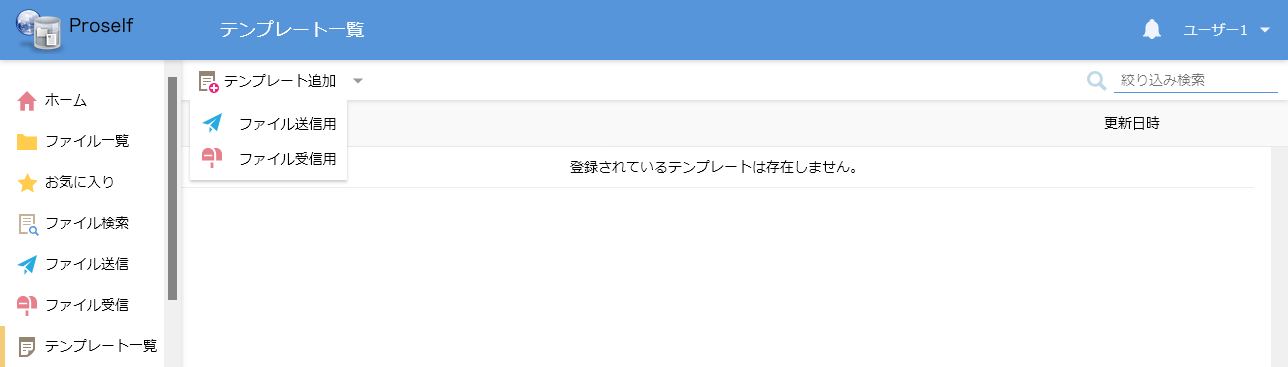 Proself
テンプレート一覧
ユーザー1
ホーム
ファイル一覧
お気に入り
ファイル検索
ファイル送信
ファイル受信
テンプレート一覧
テンプレート追加
絞り込み検索
ファイル送信用
ファイル受信用
更新日時
登録されているテンプレートは存在しません。